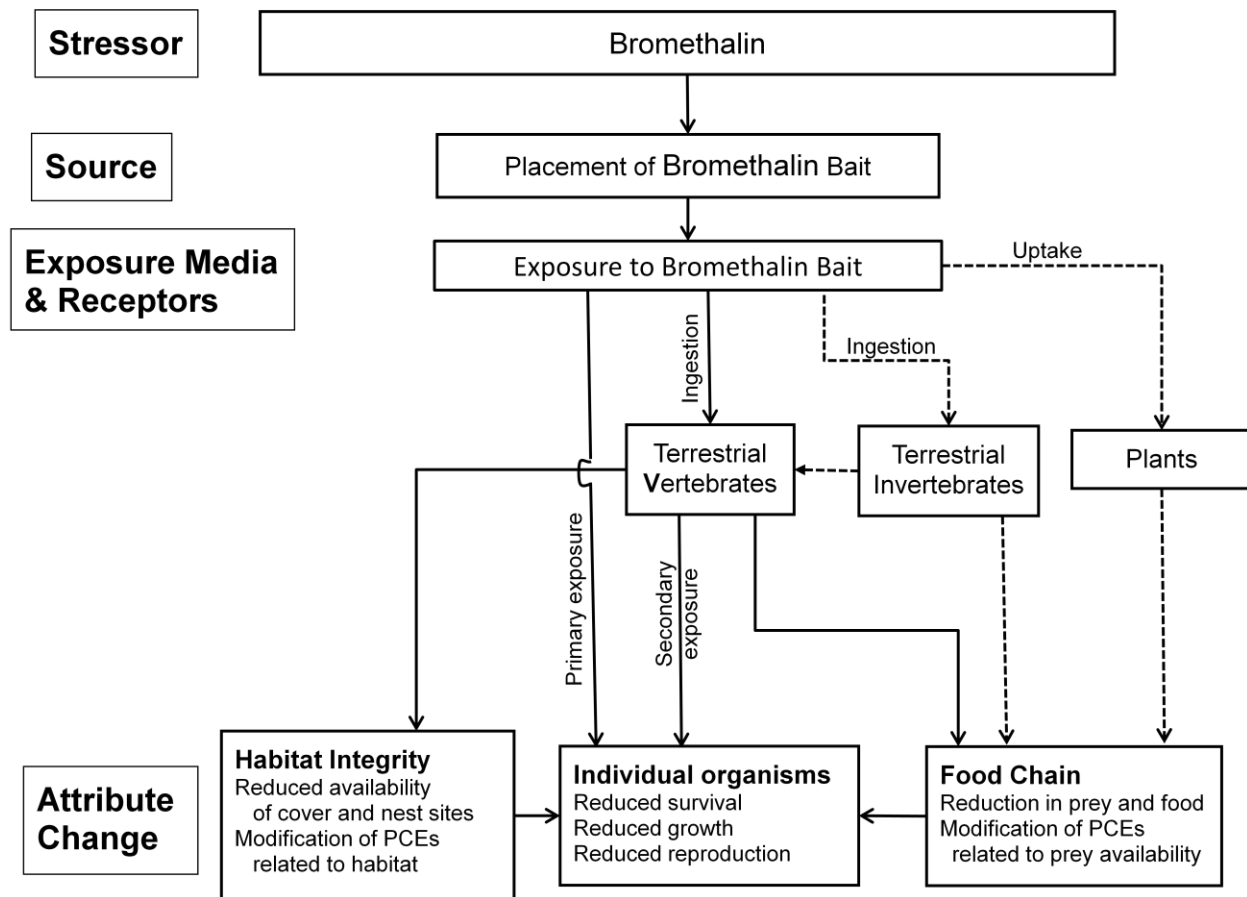 Stressor
Bromethalin
Source
Placement of Bromethalin Bait
Exposure Media
& Receptors
Exposure to Bromethalin Bait
Uptake
Ingestion
Ingestion
Terrestrial
Vertebrates
Terrestrial
Invertebrates
Plants
Primary exposure
Secondary
exposure
Attribute
Change
Habitat Integrity
Reduced availability
of cover and nest sites
Modification of PCEs
related to habitat
Individual organisms
Reduced survival
Reduced growth
Reduced reproduction
Food Chain
Reduction in prey and food
Modification of PCEs
related to prey availability